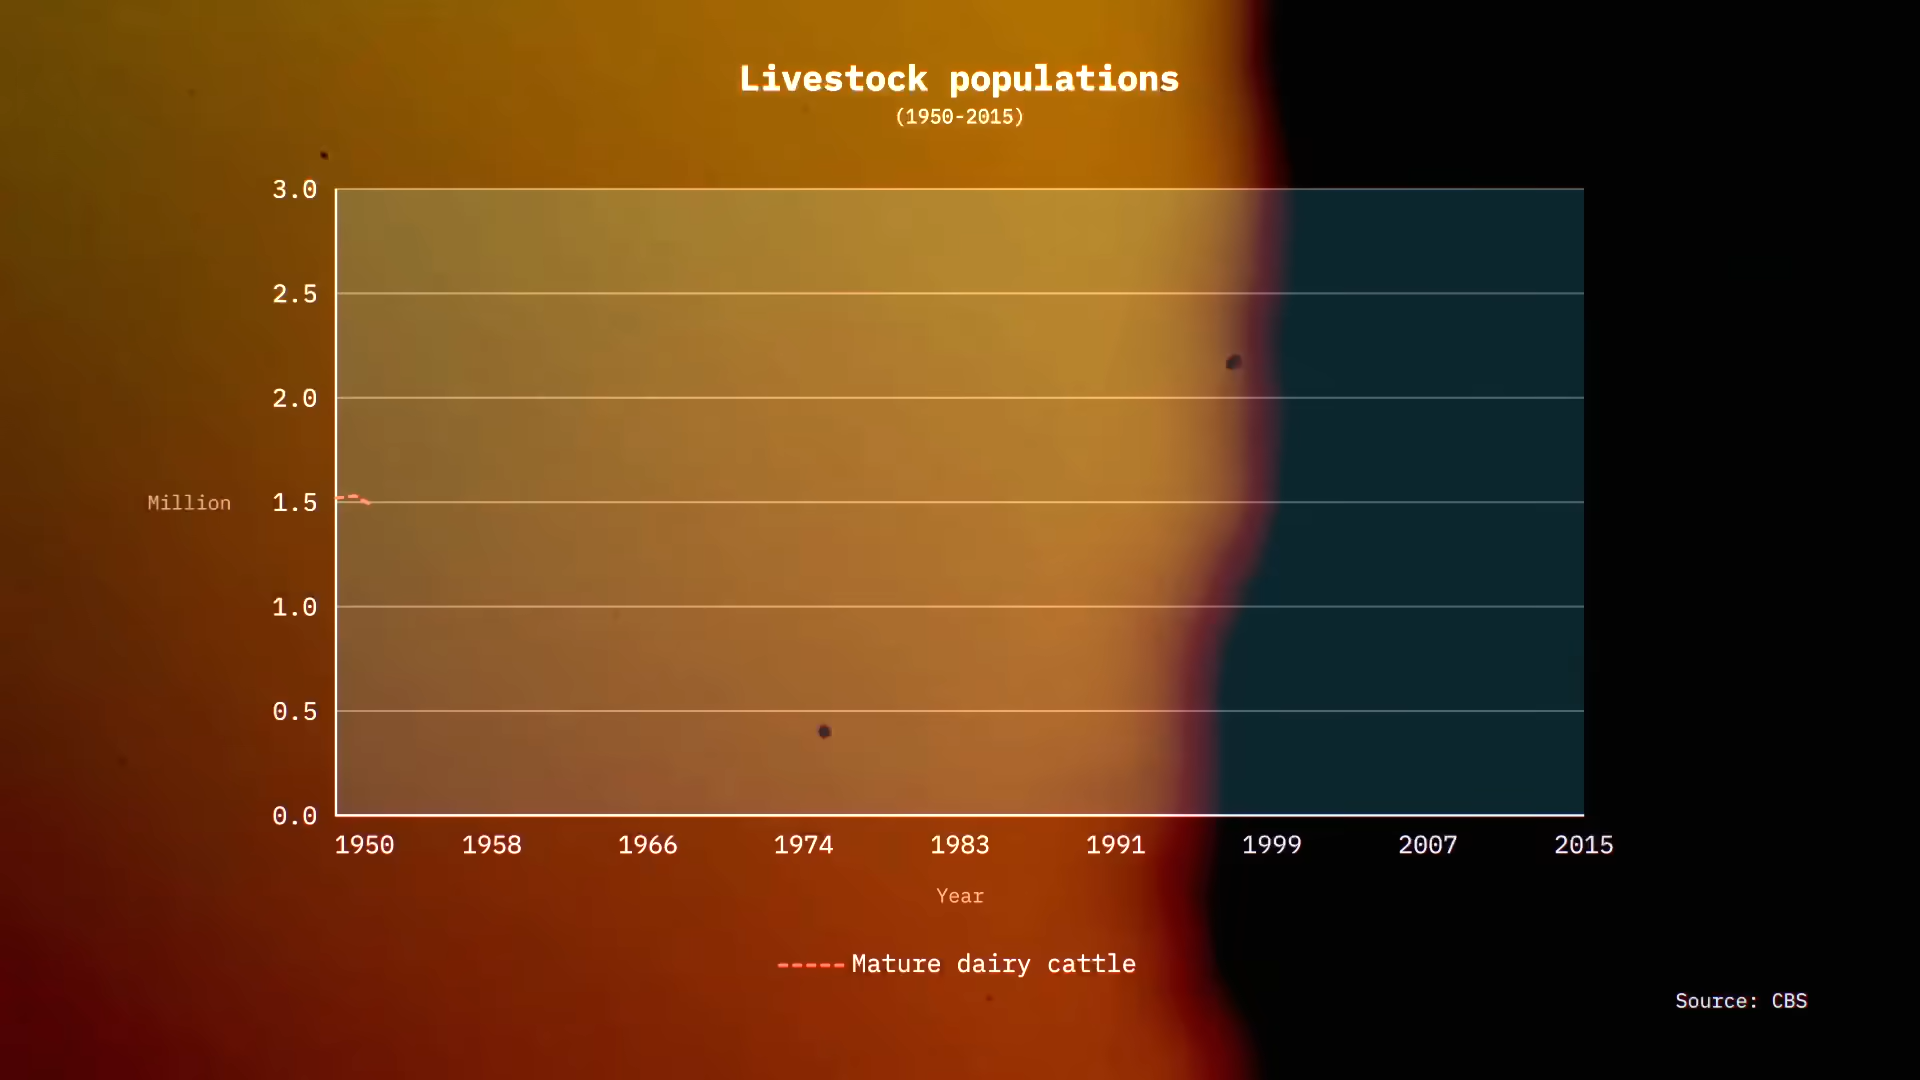 Livestock populations
(1950-2015)
3.0
2.5
2.0
Million 1.5
1.0
0.5
0.0
1950 1958 1966 1974 1983 1991 1999 2007 2015
Year
Mature dairy cattle
Source: CBS